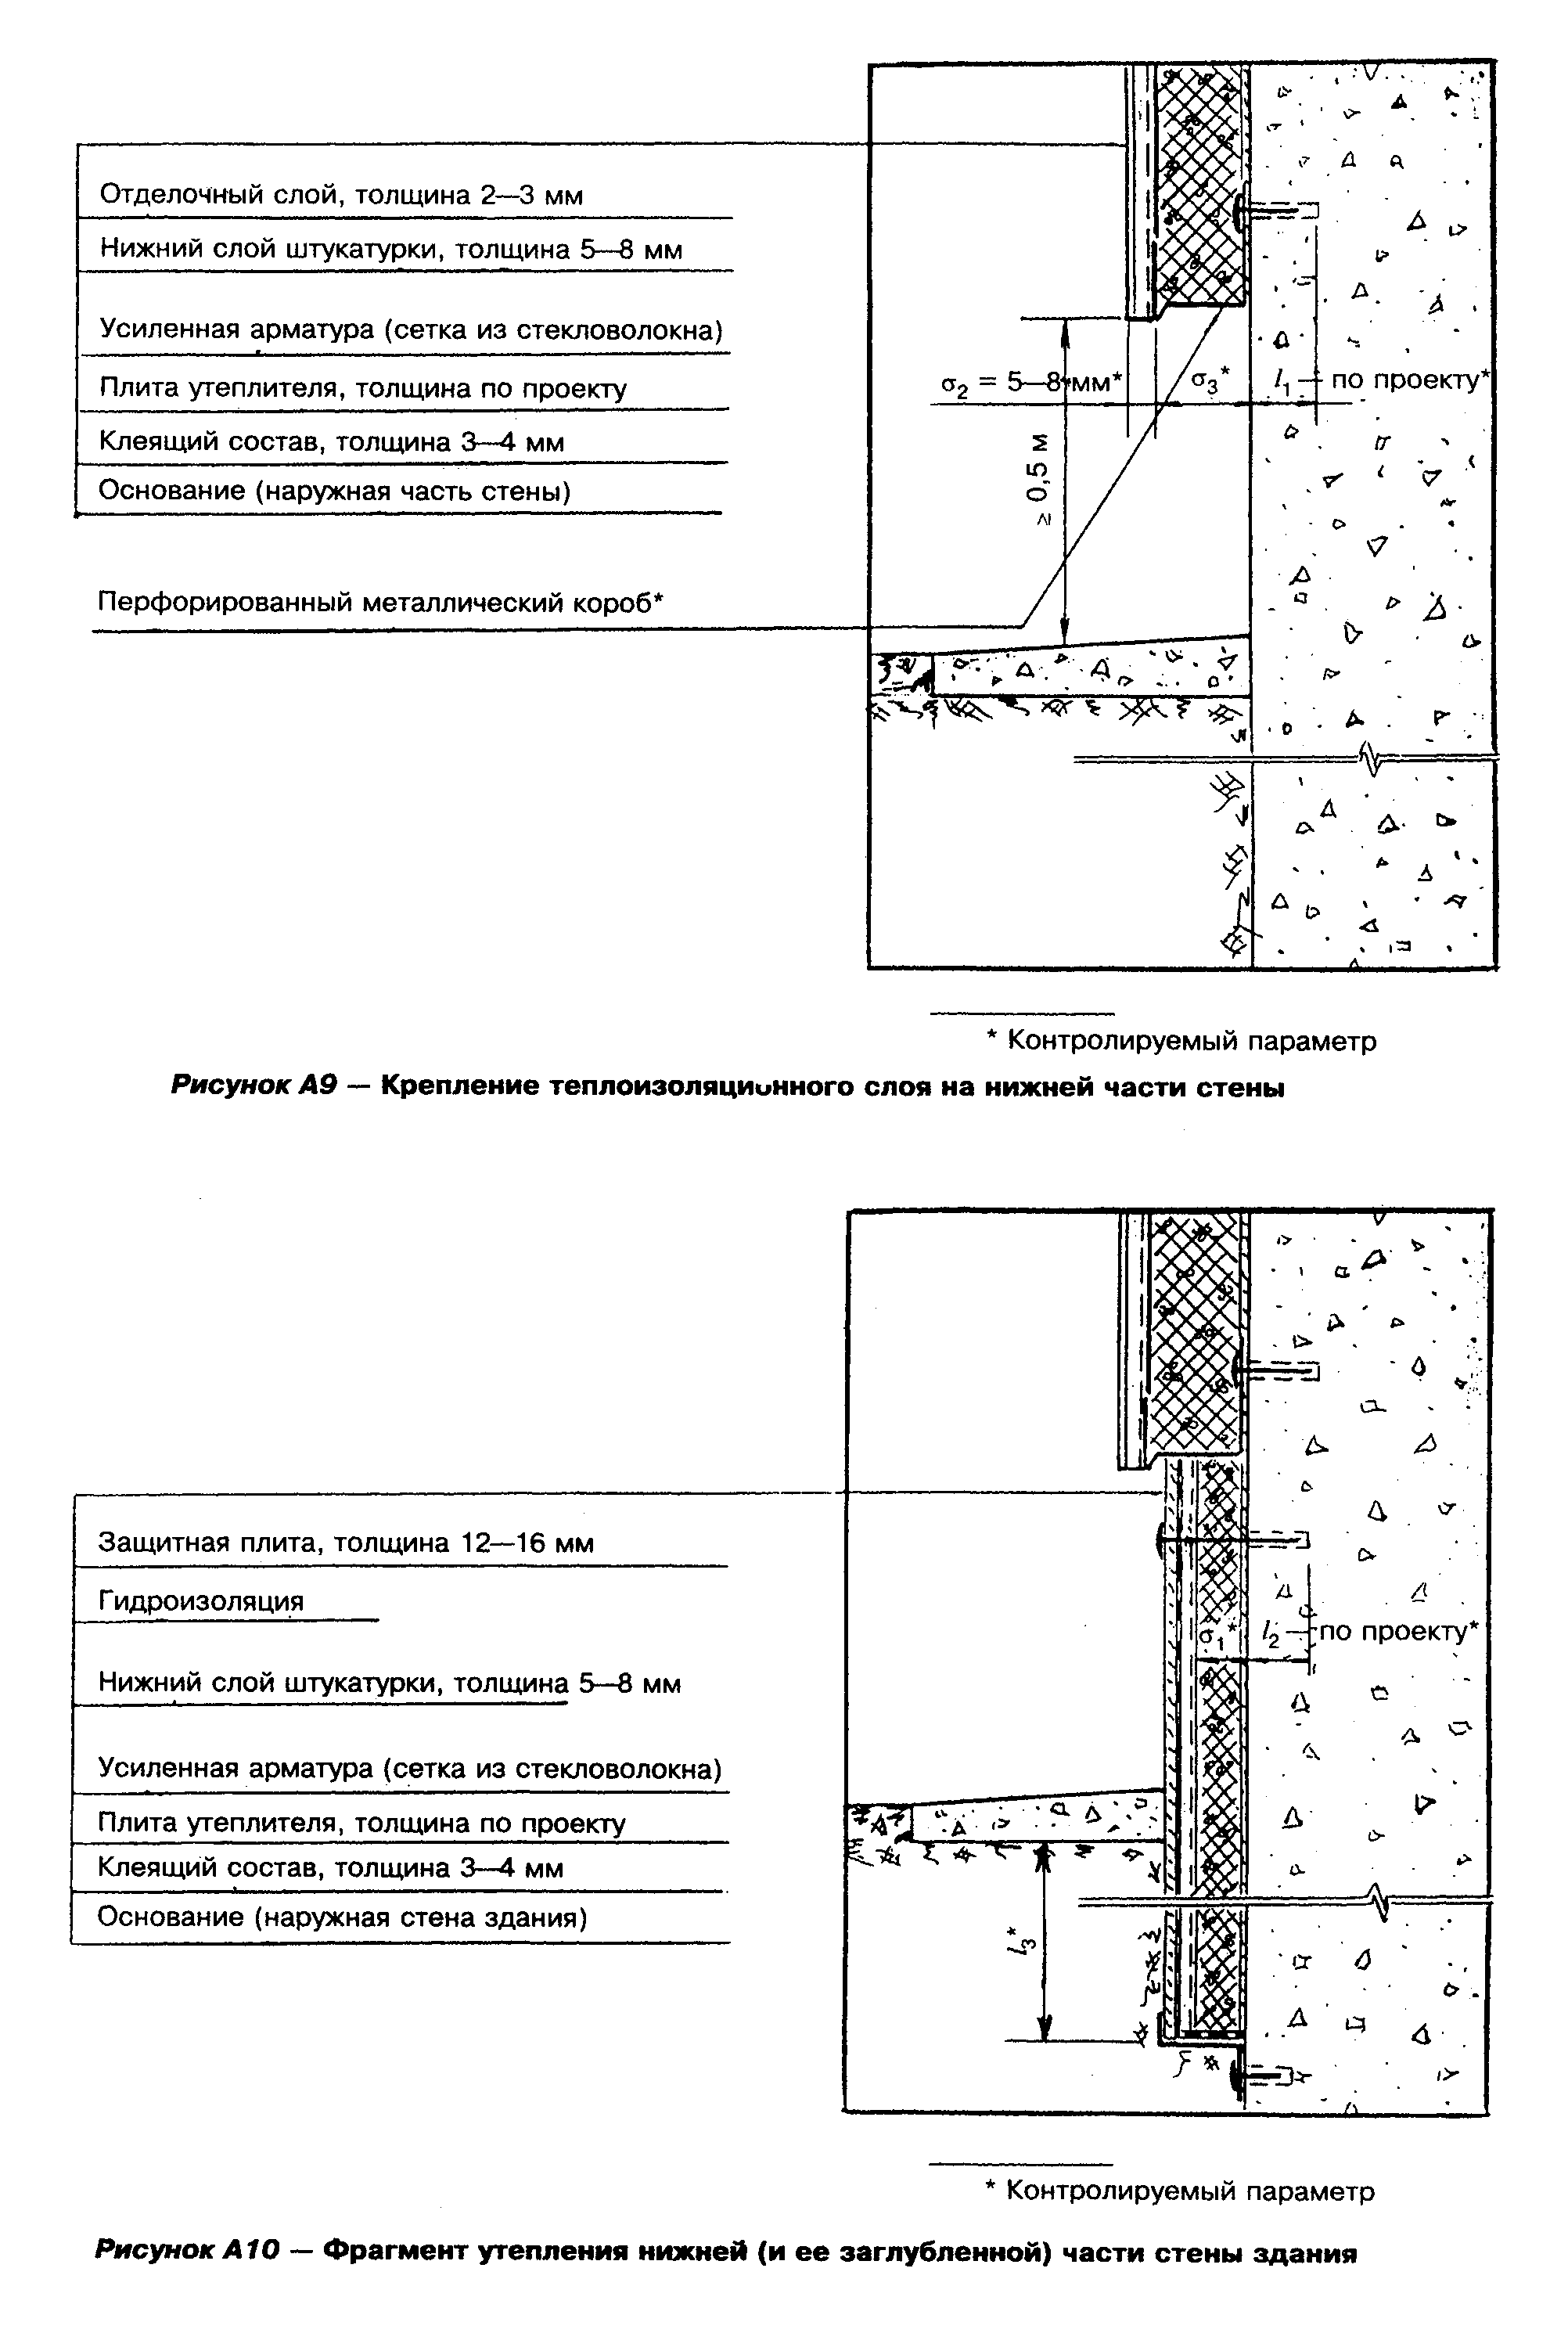 Отделочный слой, толщина 2—3 мм
Нижний слой штукатурки, толщина 5—8 мм
Усиленная арматура (сетка из стекловолокна)
Плита утеплителя, толщина по проекту
Клеящий состав, толщина 3—4 мм
Основание (наружная часть стены)
Перфорированный металлический короб*
σ2 = 5—8 мм*
σ3*
l1 — по проекту*
≥ 0,5 м
* Контролируемый параметр
Рисунок А9 — Крепление теплоизоляционного слоя на нижней части стены
Защитная плита, толщина 12—16 мм
Гидроизоляция
Нижний слой штукатурки, толщина 5—8 мм
Усиленная арматура (сетка из стекловолокна)
Плита утеплителя, толщина по проекту
Клеящий состав, толщина 3—4 мм
Основание (наружная стена здания)
σ1*
l2 — по проекту*
l3*
* Контролируемый параметр
Рисунок А10 — Фрагмент утепления нижней (и ее заглубленной) части стены здания